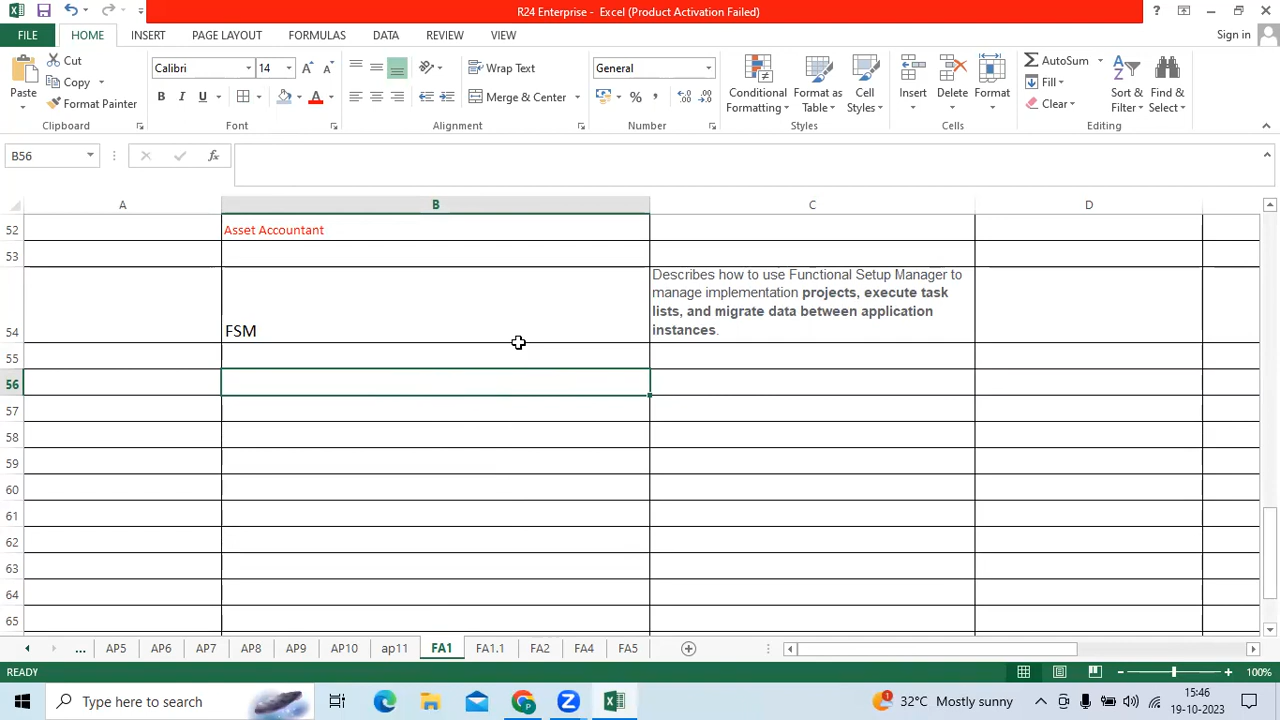 R24 Enterprise - Excel (Product Activation Failed)
?
Sign in
FILE HOME INSERT PAGE LAYOUT FORMULAS DATA REVIEW VIEW
Paste
Cut
Copy
Format Painter
Clipboard
Calibri 14
B I U A
Font
Wrap Text
Merge & Center
Alignment
General
% ,
Number
Conditional Formatting
Format as Table
Cell Styles
Styles
Insert Delete Format
Cells
AutoSum
Fill
Clear
Sort & Filter
Find & Select
Editing
B56 fx
A B C D
52 Asset Accountant
53
54 FSM
Describes how to use Functional Setup Manager to
manage implementation projects, execute task
lists, and migrate data between application
instances.
55
56
57
58
59
60
61
62
63
64
65
... AP5 AP6 AP7 AP8 AP9 AP10 ap11 FA1 FA1.1 FA2 FA4 FA5
READY 100%
Type here to search
1
32°C Mostly sunny
15:46
19-10-2023